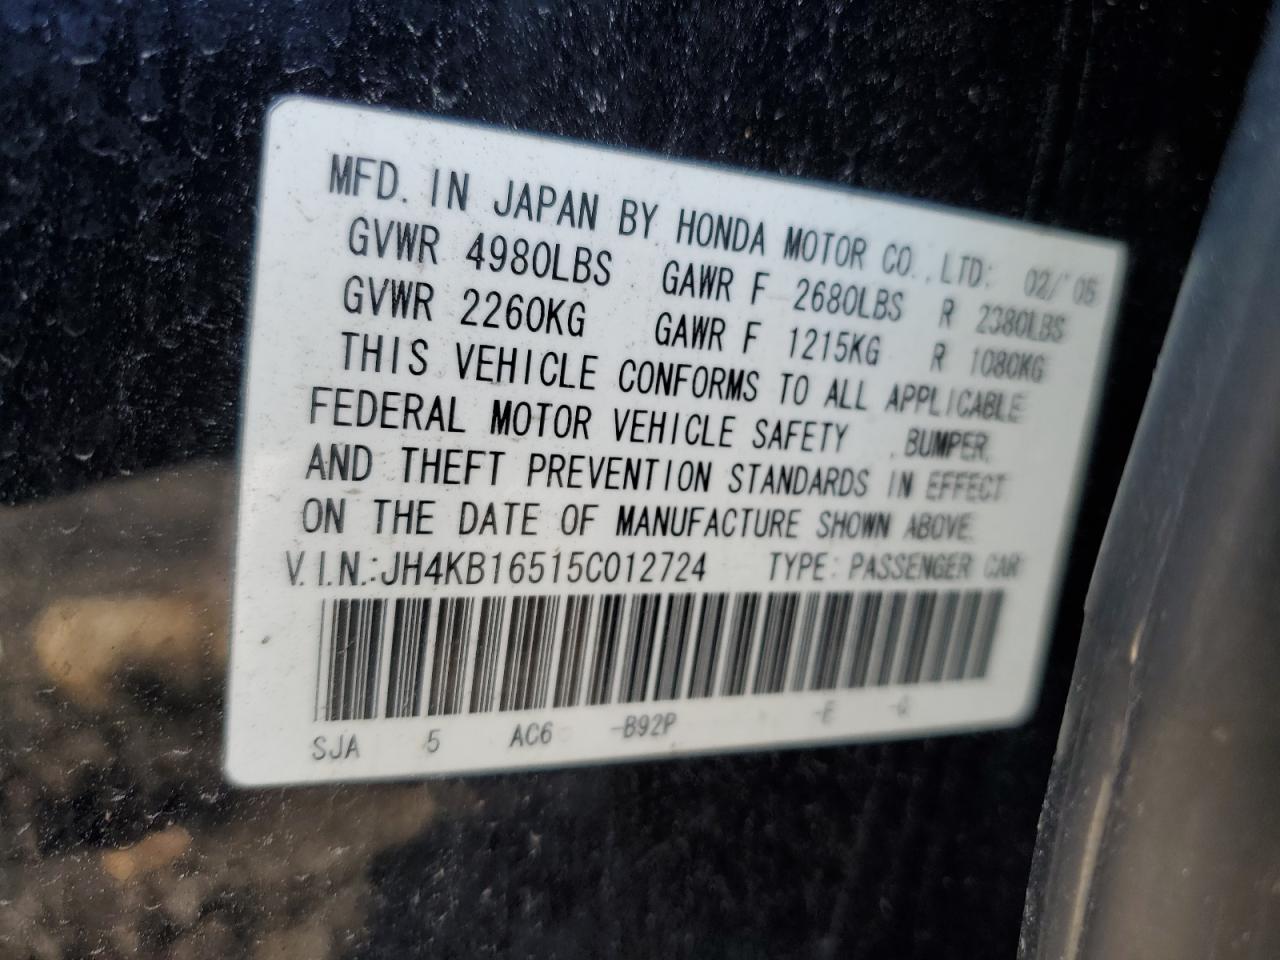 MFD. IN JAPAN BY HONDA MOTOR CO.,LTD: 02/'05
GVWR 4980LBS GAWR F 2680LBS R 2380LBS
GVWR 2260KG GAWR F 1215KG R 1080KG
THIS VEHICLE CONFORMS TO ALL APPLICABLE
FEDERAL MOTOR VEHICLE SAFETY , BUMPER,
AND THEFT PREVENTION STANDARDS IN EFFECT
ON THE DATE OF MANUFACTURE SHOWN ABOVE.
V.I.N.:JH4KB16515C012724 TYPE: PASSENGER CAR
SJA 5 AC6 -B92P -E